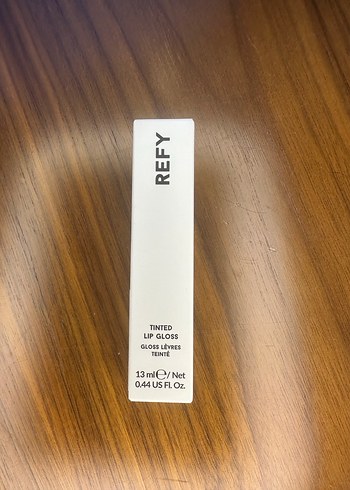 REFY
TINTED
LIP GLOSS
GLOSS LÈVRES
TEINTÉ
13 ml ℮ / Net
0.44 US Fl. Oz.